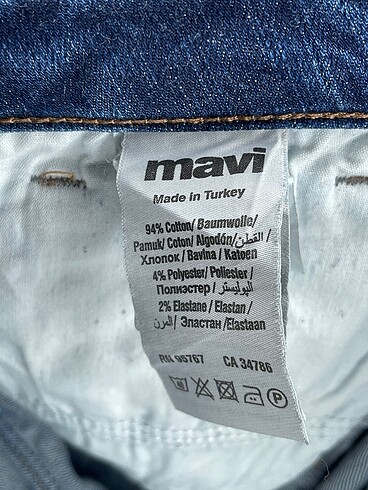 mavi
Made in Turkey
94% Cotton/ Baumwolle/
Pamuk/ Coton/ Algodón/ القطن /
Хлопок / Bavlna / Katoen
4% Polyester/ Poliester /
Полиэстер / البوليستر
2% Elastane / Elastan /
المرن / Эластан /Elastaan
RN 95767 CA 34786
P